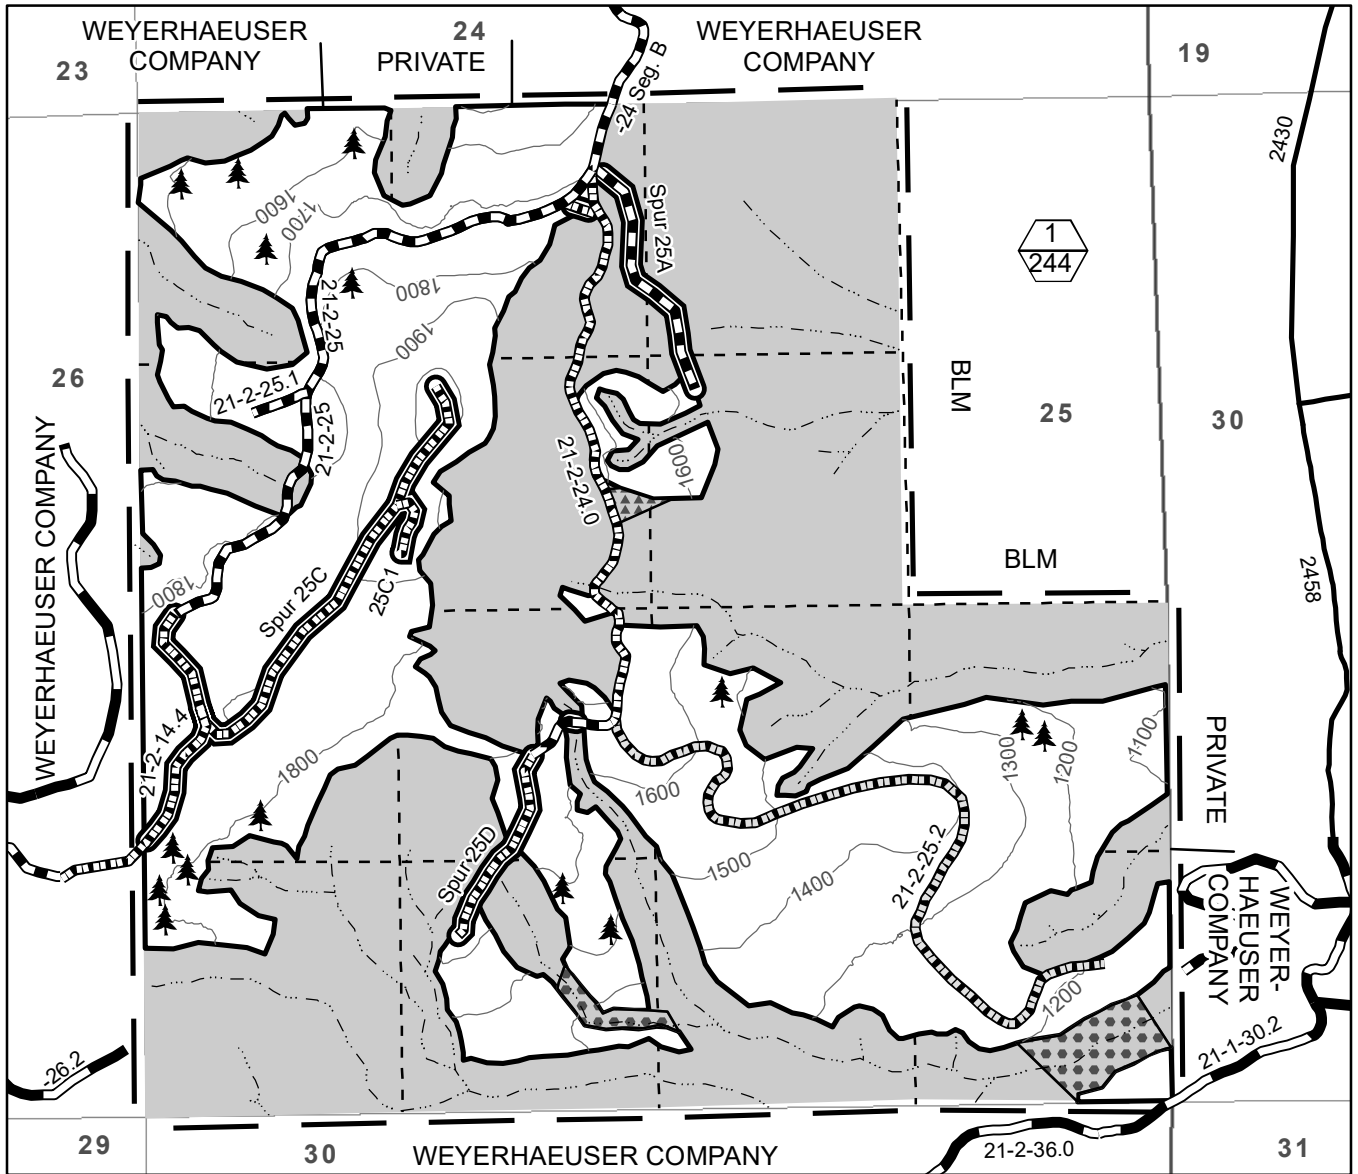 WEYERHAEUSER
COMPANY
24
PRIVATE
WEYERHAEUSER
COMPANY
23
19
-24 Seg. B
2430
Spur 25A
1600
1700
1
244
21-2-25
1800
1900
26
BLM
25
30
21-2-25.1
21-2-25
21-2-24.0
1600
WEYERHAEUSER COMPANY
BLM
2458
1800
Spur 25C
25C1
21-2-14.4
1800
1600
1300
1200
1100
PRIVATE
Spur 25D
1500
1400
21-2-25.2
WEYER-
HAEUSER
COMPANY
1200
-26.2
21-1-30.2
29
30
WEYERHAEUSER COMPANY
21-2-36.0
31